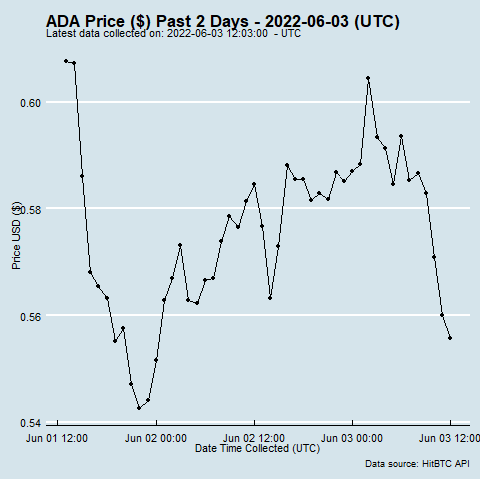 ADA Price ($) Past 2 Days - 2022-06-03 (UTC)
Latest data collected on: 2022-06-03 12:03:00 - UTC
0.60
0.58
0.56
0.54
Price USD ($)
Jun 01 12:00 Jun 02 00:00 Jun 02 12:00 Jun 03 00:00 Jun 03 12:00
Date Time Collected (UTC)
Data source: HitBTC API